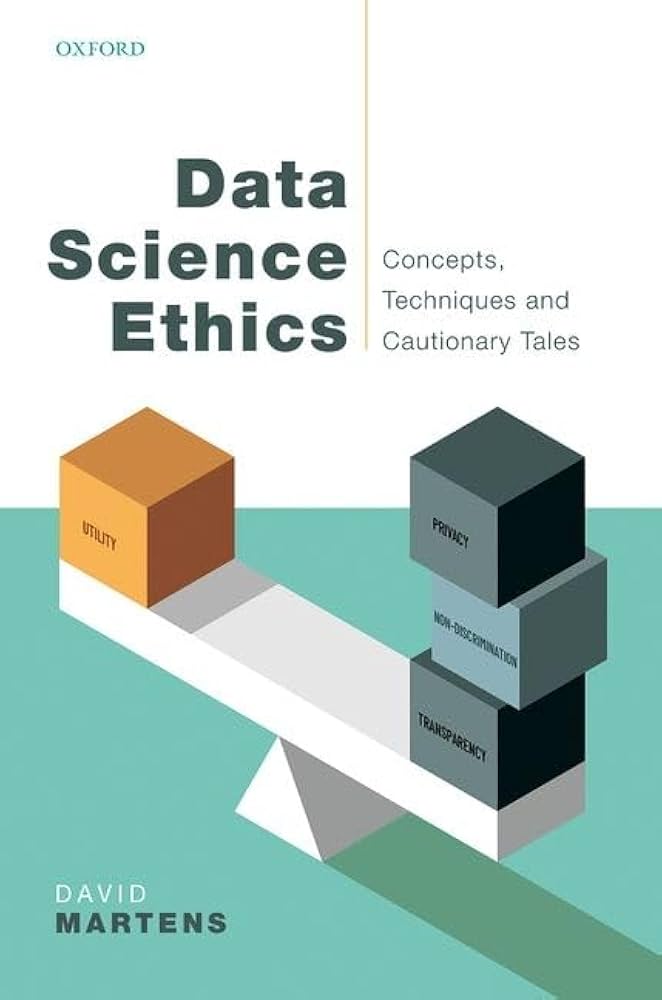 OXFORD
Data
Science
Ethics
Concepts,
Techniques and
Cautionary Tales
UTILITY
PRIVACY
NON-DISCRIMINATION
TRANSPARENCY
DAVID
MARTENS